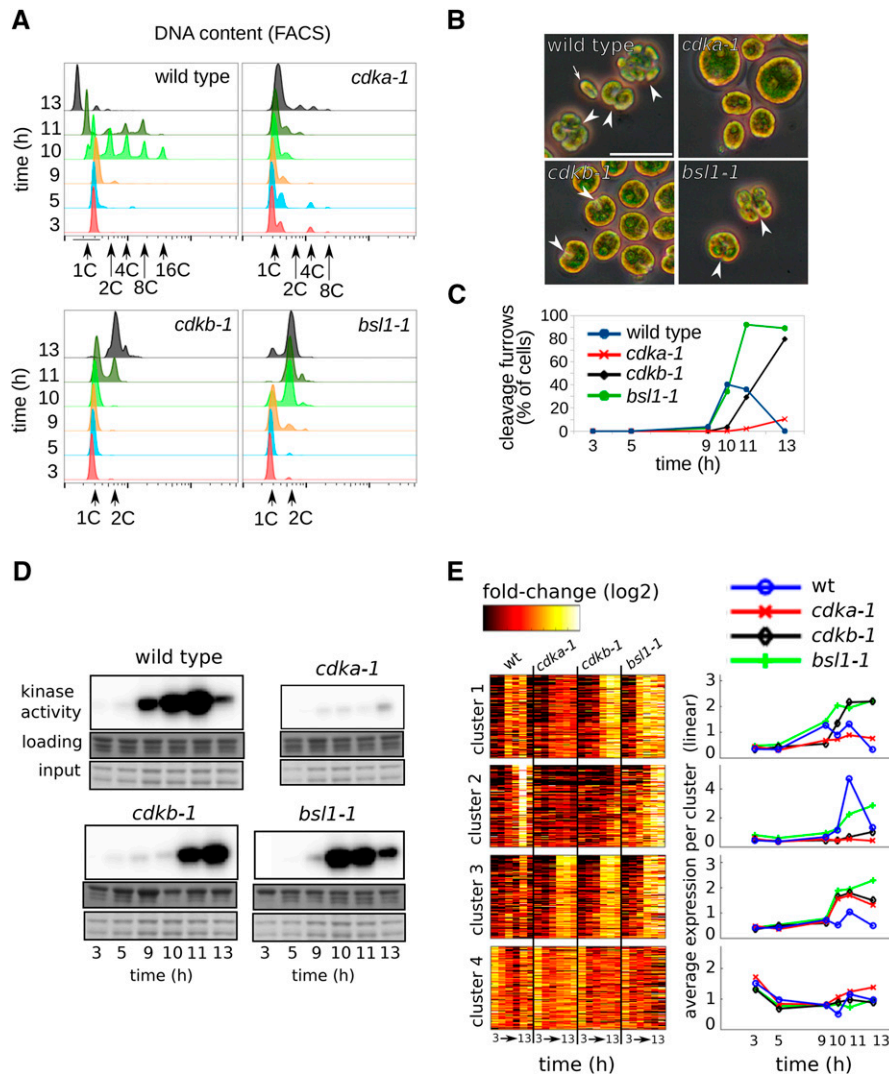 A
DNA content (FACS)
wild type
cdka-1
time (h)
13
11
10
9
5
3
1C
2C
4C
8C
16C
1C
2C
4C
8C
cdkb-1
bsl1-1
time (h)
13
11
10
9
5
3
1C
2C
1C
2C
B
wild type
cdka-1
cdkb-1
bsl1-1
C
cleavage furrows
(% of cells)
100
80
60
40
20
0
wild type
cdka-1
cdkb-1
bsl1-1
3 5 9 10 11 13
time (h)
D
wild type
cdka-1
kinase
activity
loading
input
cdkb-1
bsl1-1
3 5 9 10 11 13
time (h)
3 5 9 10 11 13
time (h)
E
fold-change (log2)
wt
cdka-1
cdkb-1
bsl1-1
wt
cdka-1
cdkb-1
bsl1-1
cluster 1
cluster 2
cluster 3
cluster 4
3 13 3 13 3 13 3 13
time (h)
average expression per cluster (linear)
3
2
1
0
4
2
0
3
2
1
0
2
1
0
3 5 9 10 11 13
time (h)